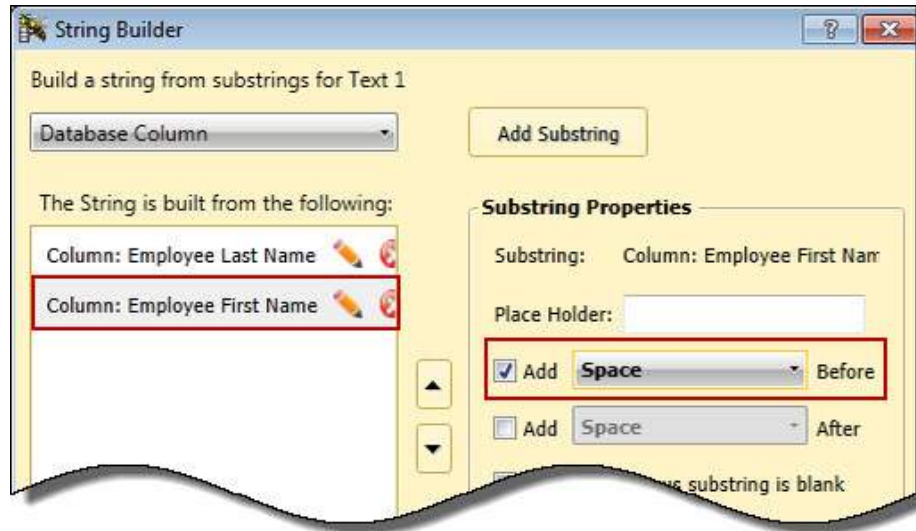 String Builder
Build a string from substrings for Text 1
Database Column
Add Substring
The String is built from the following:
Column: Employee Last Name
Column: Employee First Name
Substring Properties
Substring: Column: Employee First Nam
Place Holder:
Add Space Before
Add Space After
substring is blank